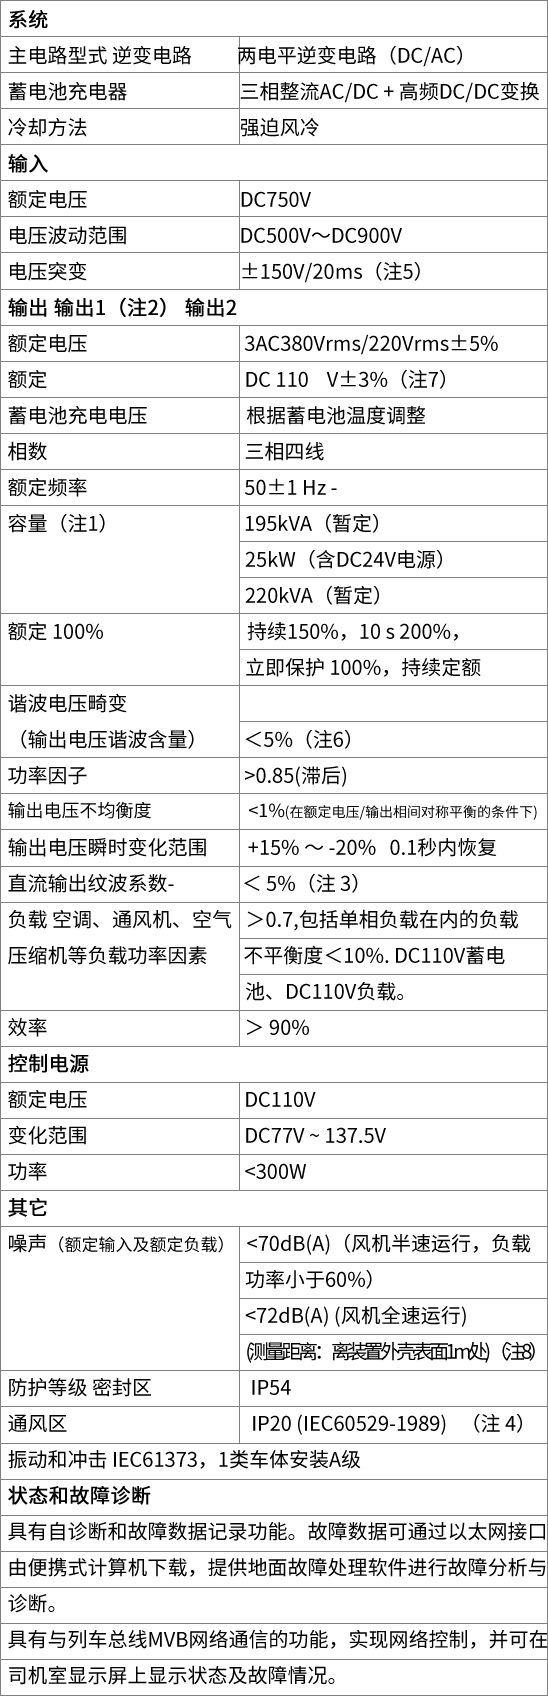 系统
主电路型式 逆变电路 两电平逆变电路（DC/AC）
蓄电池充电器 三相整流AC/DC + 高频DC/DC变换
冷却方法 强迫风冷
输入
额定电压 DC750V
电压波动范围 DC500V～DC900V
电压突变 ±150V/20ms（注5）
输出 输出1（注2） 输出2
额定电压 3AC380Vrms/220Vrms±5%
额定 DC 110 V±3%（注7）
蓄电池充电电压 根据蓄电池温度调整
相数 三相四线
额定频率 50±1 Hz -
容量（注1） 195kVA（暂定）
25kW（含DC24V电源）
220kVA（暂定）
额定 100% 持续150%，10 s 200%，
立即保护 100%，持续定额
谐波电压畸变
（输出电压谐波含量） ＜5%（注6）
功率因子 >0.85(滞后)
输出电压不均衡度 <1%(在额定电压/输出相间对称平衡的条件下)
输出电压瞬时变化范围 +15% ～ -20% 0.1秒内恢复
直流输出纹波系数- ＜ 5%（注 3）
负载 空调、通风机、空气 ＞0.7,包括单相负载在内的负载
压缩机等负载功率因素 不平衡度＜10%. DC110V蓄电
池、DC110V负载。
效率 ＞ 90%
控制电源
额定电压 DC110V
变化范围 DC77V ~ 137.5V
功率 <300W
其它
噪声（额定输入及额定负载） <70dB(A)（风机半速运行，负载
功率小于60%）
<72dB(A) (风机全速运行)
(测量距离：离装置外壳表面1m处)（注8）
防护等级 密封区 IP54
通风区 IP20 (IEC60529-1989) （注 4）
振动和冲击 IEC61373，1类车体安装A级
状态和故障诊断
具有自诊断和故障数据记录功能。故障数据可通过以太网接口
由便携式计算机下载，提供地面故障处理软件进行故障分析与
诊断。
具有与列车总线MVB网络通信的功能，实现网络控制，并可在
司机室显示屏上显示状态及故障情况。